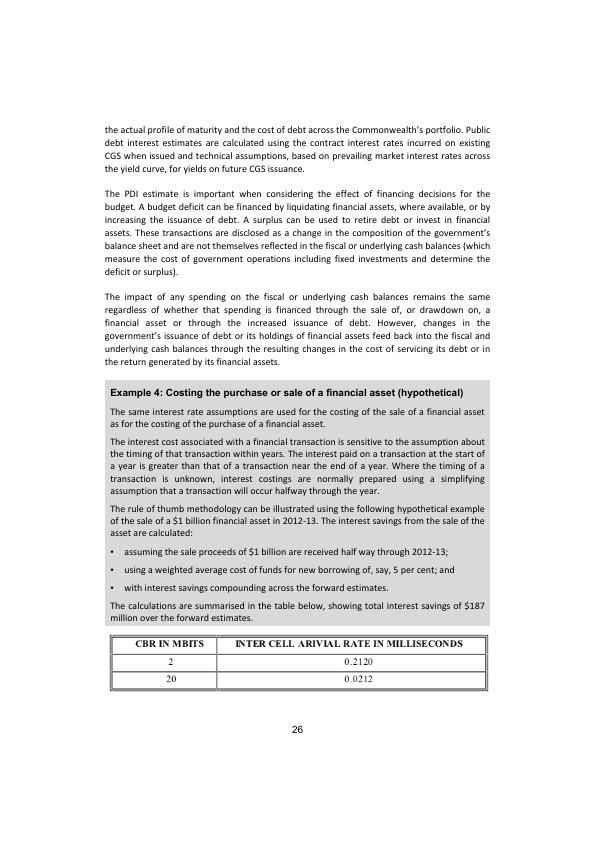 the actual profile of maturity and the cost of debt across the Commonwealth’s portfolio. Public
debt interest estimates are calculated using the contract interest rates incurred on existing
CGS when issued and technical assumptions, based on prevailing market interest rates across
the yield curve, for yields on future CGS issuance.
The PDI estimate is important when considering the effect of financing decisions for the
budget. A budget deficit can be financed by liquidating financial assets, where available, or by
increasing the issuance of debt. A surplus can be used to retire debt or invest in financial
assets. These transactions are disclosed as a change in the composition of the government’s
balance sheet and are not themselves reflected in the fiscal or underlying cash balances (which
measure the cost of government operations including fixed investments and determine the
deficit or surplus).
The impact of any spending on the fiscal or underlying cash balances remains the same
regardless of whether that spending is financed through the sale of, or drawdown on, a
financial asset or through the increased issuance of debt. However, changes in the
government’s issuance of debt or its holdings of financial assets feed back into the fiscal and
underlying cash balances through the resulting changes in the cost of servicing its debt or in
the return generated by its financial assets.
Example 4: Costing the purchase or sale of a financial asset (hypothetical)
The same interest rate assumptions are used for the costing of the sale of a financial asset
as for the costing of the purchase of a financial asset.
The interest cost associated with a financial transaction is sensitive to the assumption about
the timing of that transaction within years. The interest paid on a transaction at the start of
a year is greater than that of a transaction near the end of a year. Where the timing of a
transaction is unknown, interest costings are normally prepared using a simplifying
assumption that a transaction will occur halfway through the year.
The rule of thumb methodology can be illustrated using the following hypothetical example
of the sale of a $1 billion financial asset in 2012-13. The interest savings from the sale of the
asset are calculated:
• assuming the sale proceeds of $1 billion are received half way through 2012-13;
• using a weighted average cost of funds for new borrowing of, say, 5 per cent; and
• with interest savings compounding across the forward estimates.
The calculations are summarised in the table below, showing total interest savings of $187
million over the forward estimates.
CBR IN MBITS INTER CELL ARIVIAL RATE IN MILLISECONDS
2 0.2120
20 0.0212
26